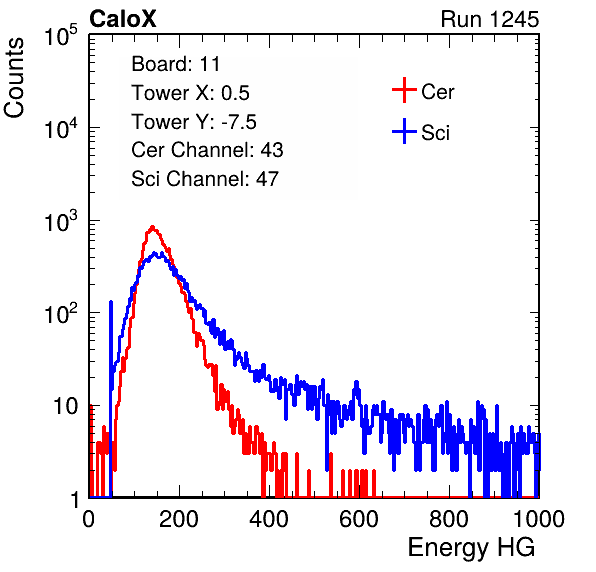 CaloX Run 1245
Counts
Board: 11
Tower X: 0.5
Tower Y: -7.5
Cer Channel: 43
Sci Channel: 47
Cer
Sci
10^5
10^4
10^3
10^2
10
1
0 200 400 600 800 1000
Energy HG